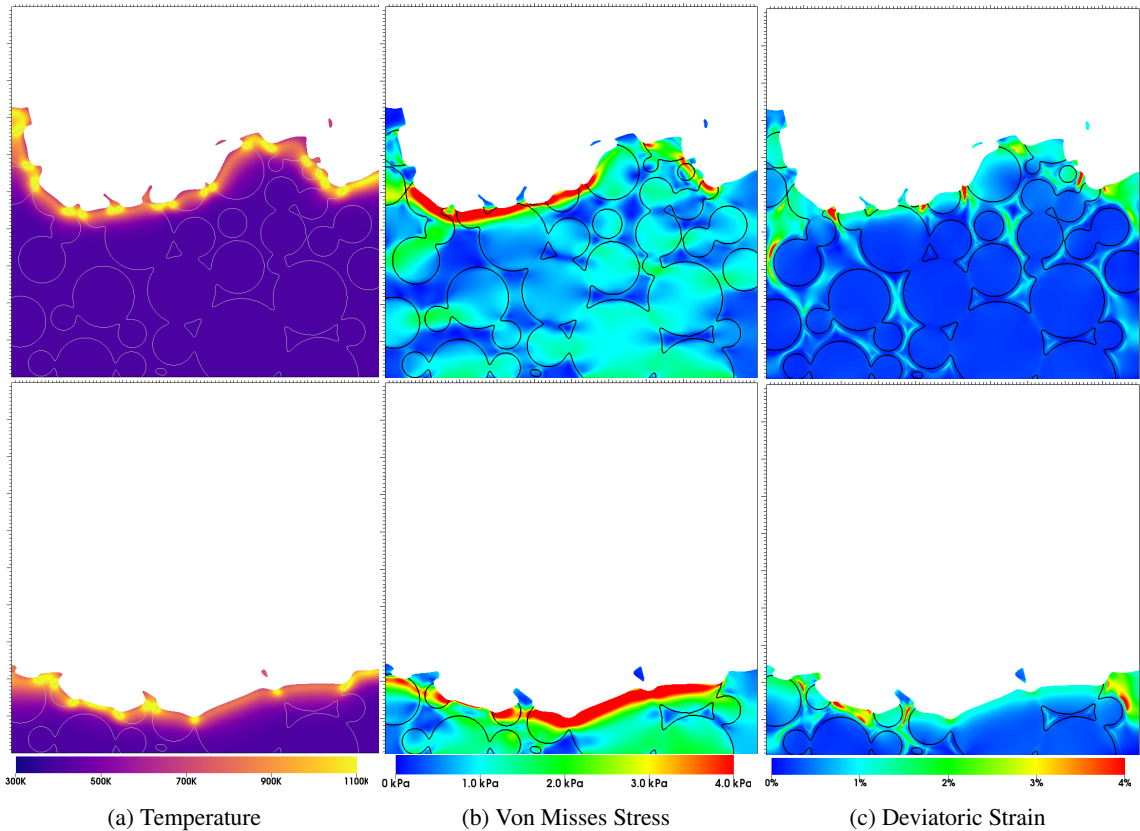 300K 500K 700K 900K 1100K
0 kPa 1.0 kPa 2.0 kPa 3.0 kPa 4.0 kPa
0% 1% 2% 3% 4%
(a) Temperature
(b) Von Misses Stress
(c) Deviatoric Strain